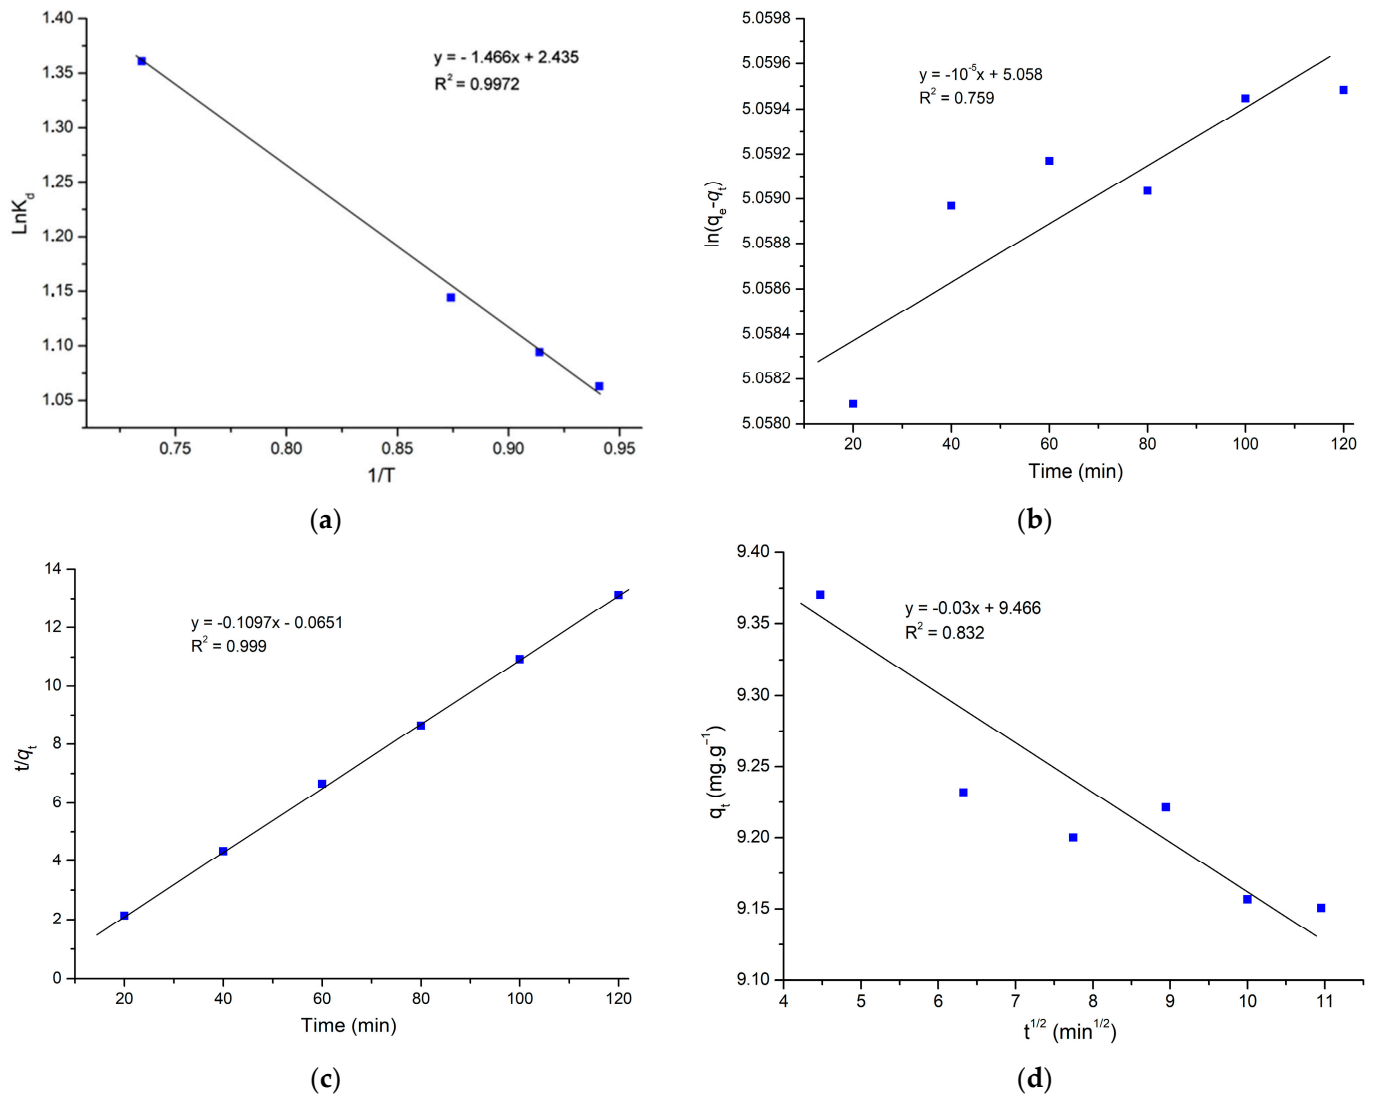 1.40
1.35
1.30
1.25
1.20
1.15
1.10
1.05
LnK_d
y = - 1.466x + 2.435
R² = 0.9972
0.75 0.80 0.85 0.90 0.95
1/T
(a)
5.0598
5.0596
5.0594
5.0592
5.0590
5.0588
5.0586
5.0584
5.0582
5.0580
ln(q_e-q_t)
y = -10⁻⁵x + 5.058
R² = 0.759
20 40 60 80 100 120
Time (min)
(b)
14
12
10
8
6
4
2
0
t/q_t
y = -0.1097x - 0.0651
R² = 0.999
20 40 60 80 100 120
Time (min)
(c)
9.40
9.35
9.30
9.25
9.20
9.15
9.10
q_t (mg.g⁻¹)
y = -0.03x + 9.466
R² = 0.832
4 5 6 7 8 9 10 11
t^1/2 (min^1/2)
(d)